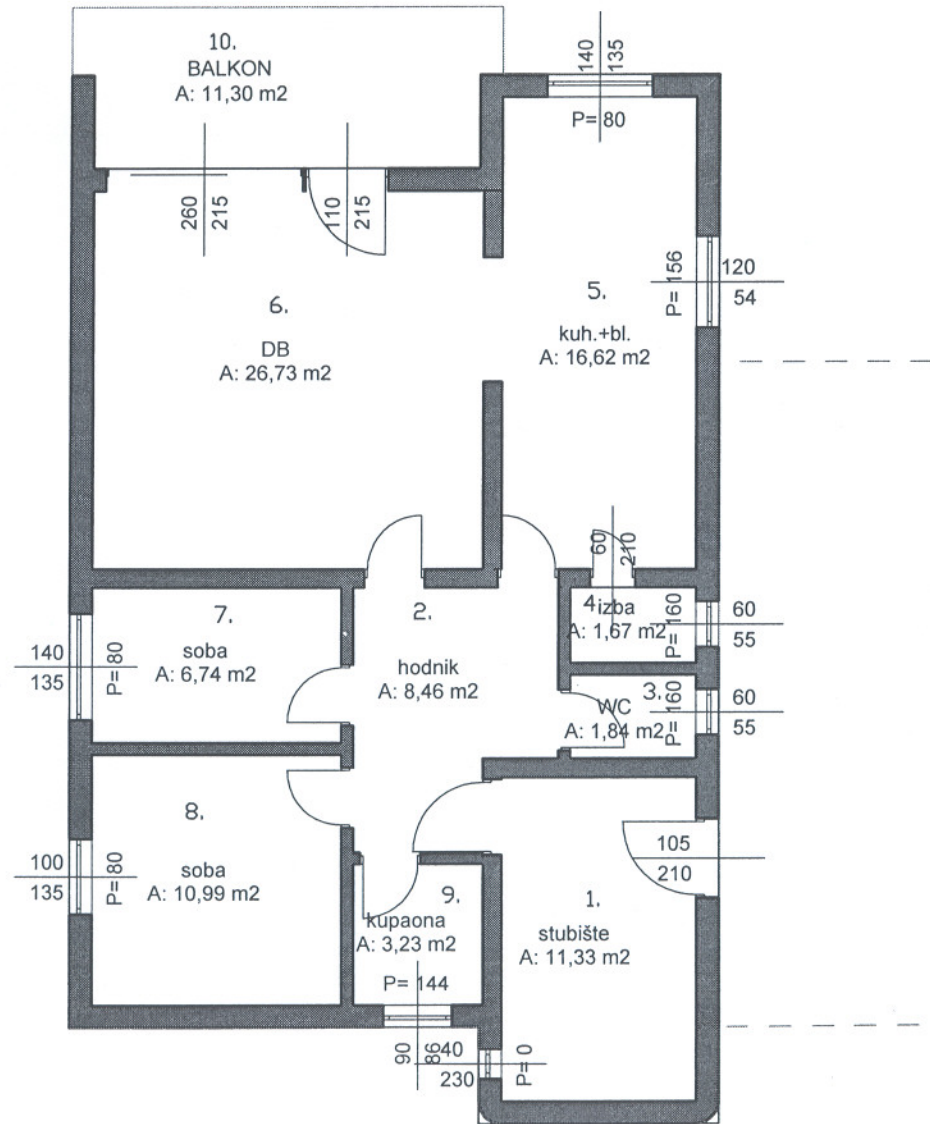 10.
BALKON
A: 11,30 m2
140
135
P= 80
260
215
110
215
6.
DB
A: 26,73 m2
5.
kuh.+bl.
A: 16,62 m2
P= 156
120
54
60
210
4.
izba
A: 1,67 m2
P= 160
60
55
7.
soba
A: 6,74 m2
140
135
P= 80
2.
hodnik
A: 8,46 m2
3.
WC
A: 1,84 m2
P= 160
60
55
8.
soba
A: 10,99 m2
100
135
P= 80
105
210
9.
kupaona
A: 3,23 m2
P= 144
90
86
1.
stubište
A: 11,33 m2
40
230
P= 0